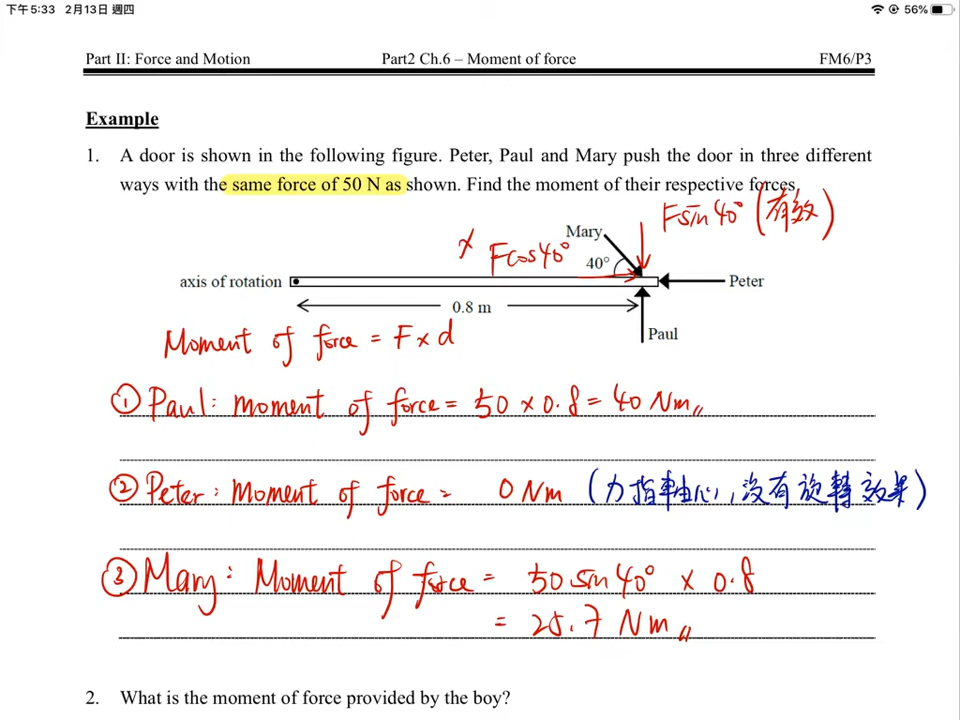 下午5:33 2月13日 週四 56%
Part II: Force and Motion Part2 Ch.6 – Moment of force FM6/P3
Example
1. A door is shown in the following figure. Peter, Paul and Mary push the door in three different
ways with the same force of 50 N as shown. Find the moment of their respective forces.
Fsin40° (有效)
Mary
x Fcos40° 40°
axis of rotation Peter
0.8 m
Paul
Moment of force = F x d
① Paul: moment of force = 50 x 0.8 = 40 Nm
② Peter: moment of force = 0 Nm (力指軸心, 沒有旋轉效果)
③ Mary: Moment of force = 50 sin 40° x 0.8
= 25.7 Nm
2. What is the moment of force provided by the boy?